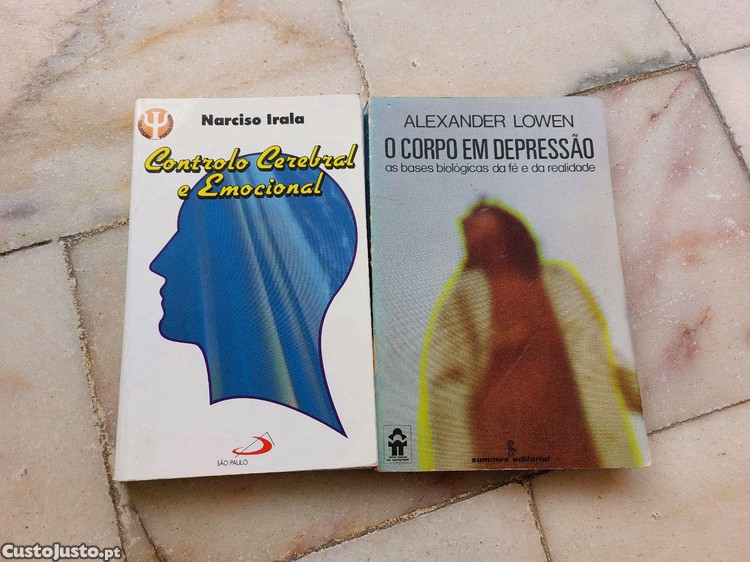 Narciso Irala
Controlo Cerebral
e Emocional
SÃO PAULO
ALEXANDER LOWEN
O CORPO EM DEPRESSÃO
as bases biológicas da fé e da realidade
summus editorial
CustoJusto.pt